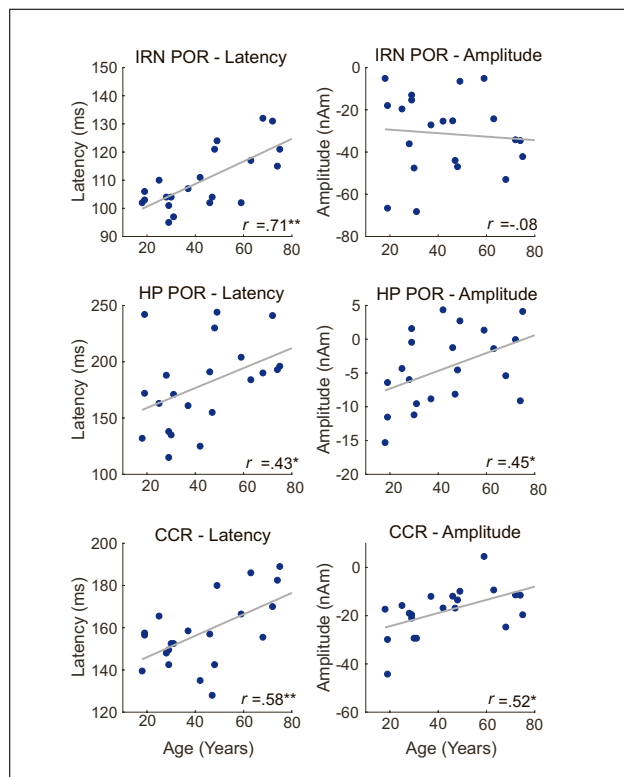 IRN POR - Latency
150
140
130
120
110
100
90
Latency (ms)
20 40 60 80
r =.71**
IRN POR - Amplitude
0
-20
-40
-60
-80
Amplitude (nAm)
20 40 60 80
r =-.08
HP POR - Latency
250
200
150
100
Latency (ms)
20 40 60 80
r =.43*
HP POR - Amplitude
5
0
-5
-10
-15
-20
Amplitude (nAm)
20 40 60 80
r =.45*
CCR - Latency
200
180
160
140
120
Latency (ms)
20 40 60 80
r =.58**
Age (Years)
CCR - Amplitude
0
-20
-40
-60
Amplitude (nAm)
20 40 60 80
r =.52*
Age (Years)